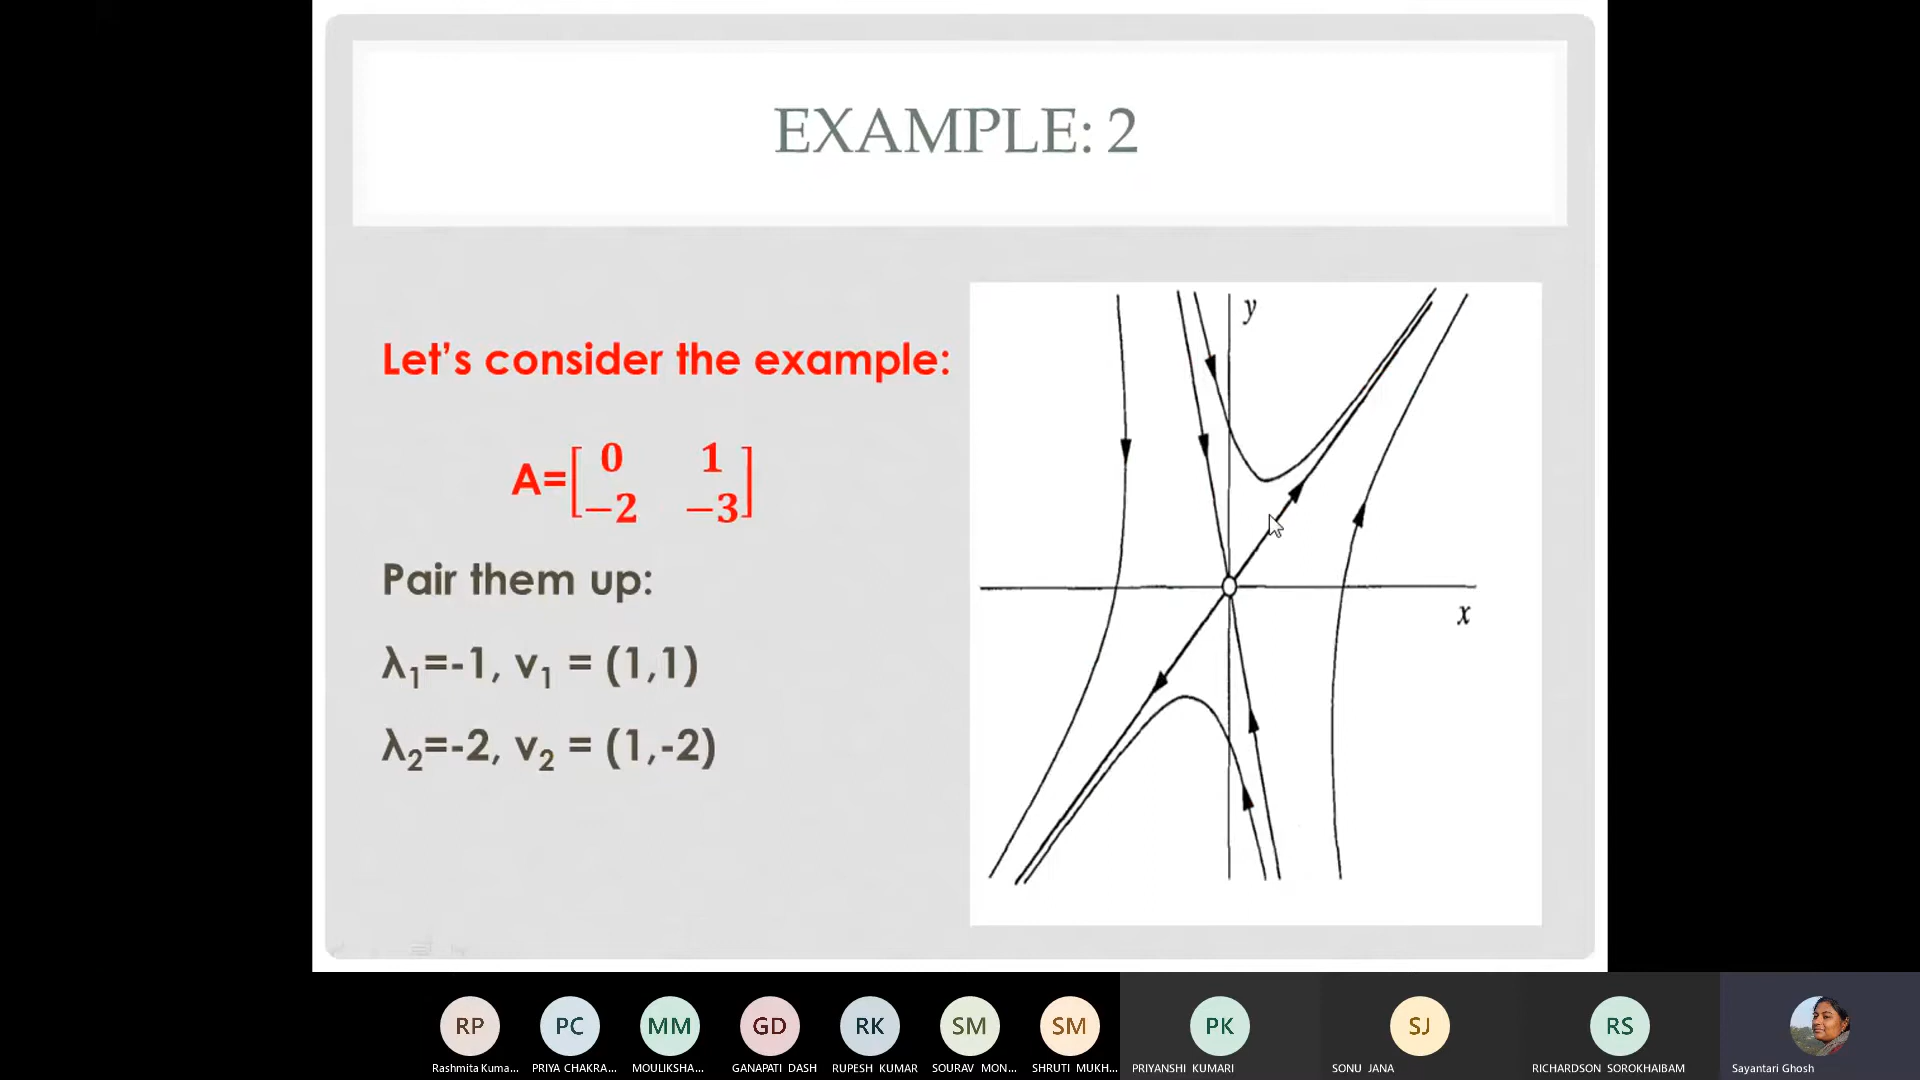 EXAMPLE: 2
Let's consider the example:
A=[0 1
−2 −3]
Pair them up:
λ1=-1, v1 = (1,1)
λ2=-2, v2 = (1,-2)
y
x
RP PC MM GD RK SM SM PK SJ RS
Rashmita Kuma... PRIYA CHAKRA... MOULIKSHA... GANAPATI DASH RUPESH KUMAR SOURAV MON... SHRUTI MUKH... PRIYANSHI KUMARI SONU JANA RICHARDSON SOROKHAIBAM Sayantari Ghosh